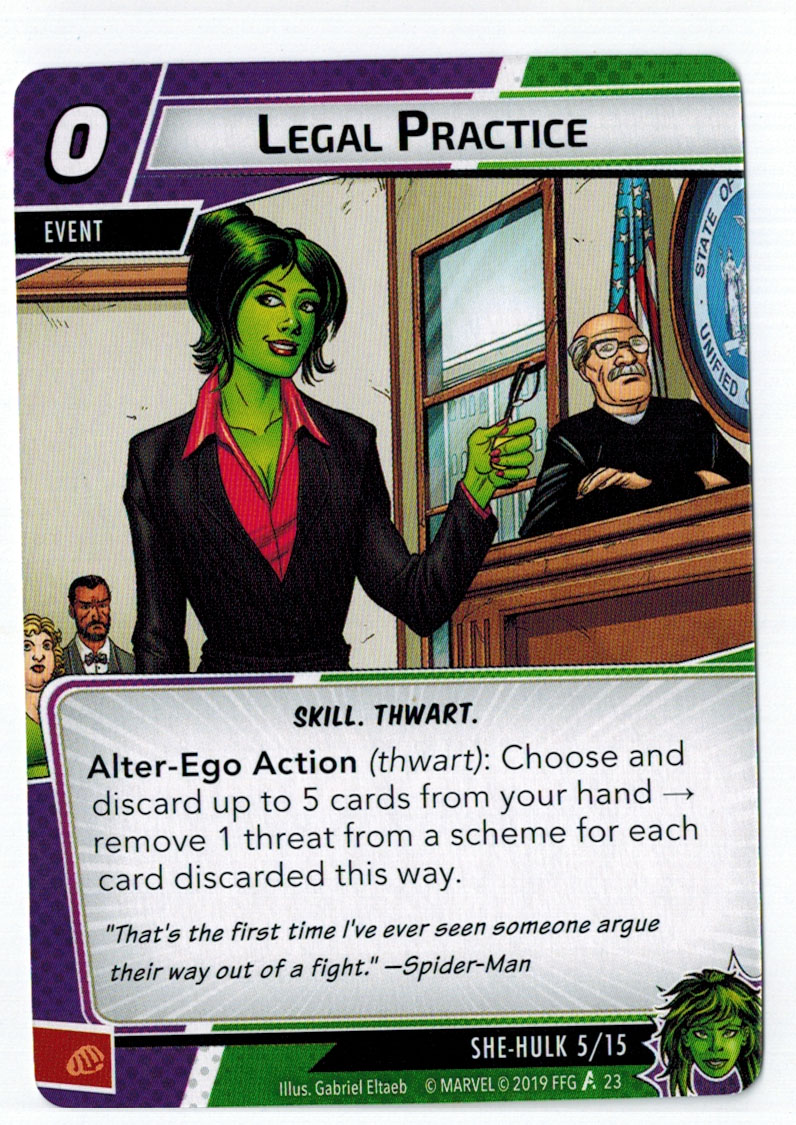 0
LEGAL PRACTICE
EVENT
STATE OF
UNIFIED
SKILL. THWART.
Alter-Ego Action (thwart): Choose and
discard up to 5 cards from your hand →
remove 1 threat from a scheme for each
card discarded this way.
"That's the first time I've ever seen someone argue
their way out of a fight." —Spider-Man
SHE-HULK 5/15
Illus. Gabriel Eltaeb © MARVEL © 2019 FFG 23